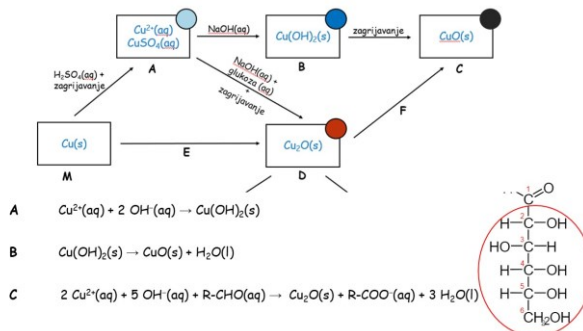 Cu²⁺(aq)
CuSO₄(aq)
A
NaOH(aq)
Cu(OH)₂(s)
B
zagrijavanje
CuO(s)
C
H₂SO₄(aq) +
zagrijavanje
NaOH(aq) +
glukoza (aq)
+
zagrijavanje
F
Cu(s)
M
E
Cu₂O(s)
D
A Cu²⁺(aq) + 2 OH⁻(aq) → Cu(OH)₂(s)
B Cu(OH)₂(s) → CuO(s) + H₂O(l)
C 2 Cu²⁺(aq) + 5 OH⁻(aq) + R-CHO(aq) → Cu₂O(s) + R-COO⁻(aq) + 3 H₂O(l)
1
C=O
H-2-OH
HO-3-H
H-4-OH
H-5-OH
6
CH₂OH